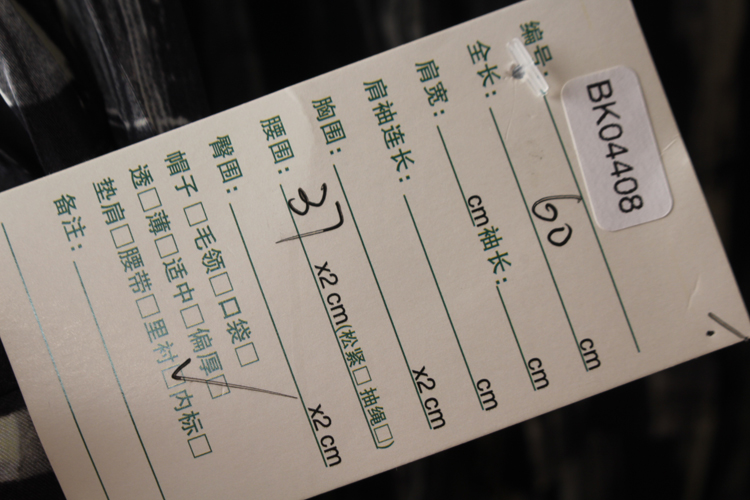 编号: BK04408
全长: 60 cm
肩宽: cm 袖长: cm
肩袖连长: cm
胸围: x2 cm
腰围: 37 x2 cm(松紧□ 抽绳□)
臀围: x2 cm
帽子□ 毛领□ 口袋□
透□ 薄□ 适中□ 偏厚□
垫肩□ 腰带□ 里衬□ 内标□
备注: